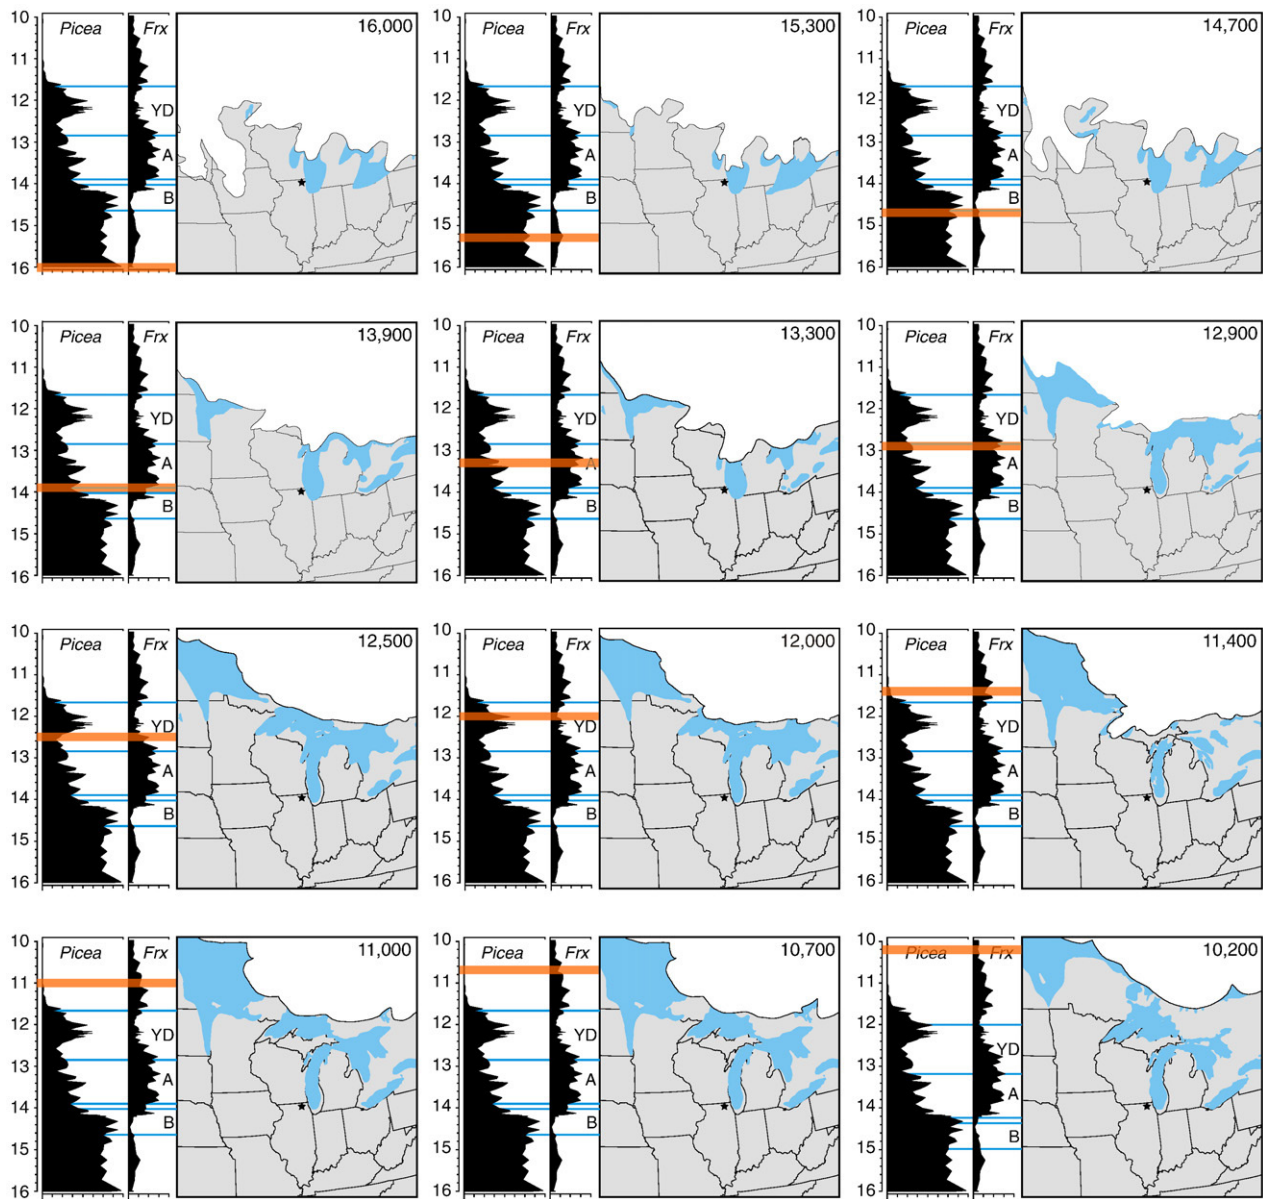 10 Picea Frx 16,000
11
12 YD
13 A
14 B
15
16
10 Picea Frx 15,300
11
12 YD
13 A
14 B
15
16
10 Picea Frx 14,700
11
12 YD
13 A
14 B
15
16
10 Picea Frx 13,900
11
12 YD
13 A
14 B
15
16
10 Picea Frx 13,300
11
12 YD
13 A
14 B
15
16
10 Picea Frx 12,900
11
12 YD
13 A
14 B
15
16
10 Picea Frx 12,500
11
12 YD
13 A
14 B
15
16
10 Picea Frx 12,000
11
12 YD
13 A
14 B
15
16
10 Picea Frx 11,400
11
12 YD
13 A
14 B
15
16
10 Picea Frx 11,000
11
12 YD
13 A
14 B
15
16
10 Picea Frx 10,700
11
12 YD
13 A
14 B
15
16
10 Picea Frx 10,200
11
12 YD
13 A
14 B
15
16